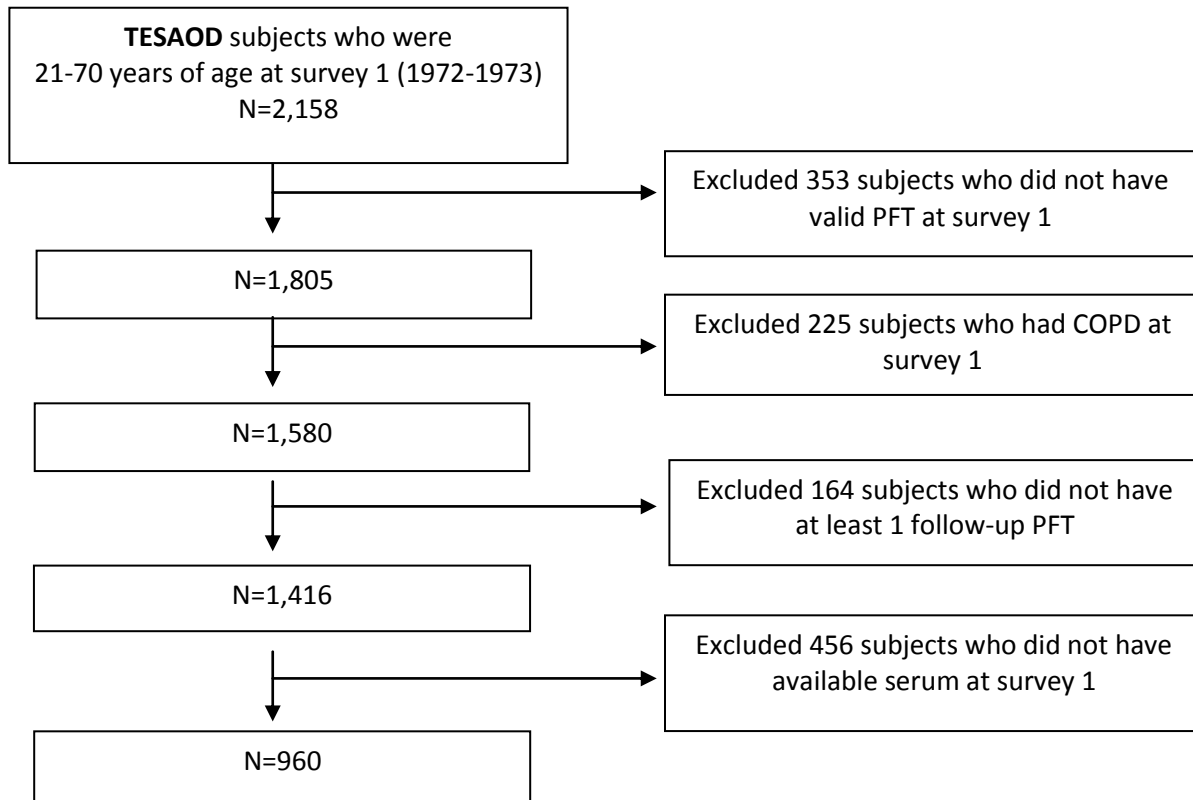 TESAOD subjects who were
21-70 years of age at survey 1 (1972-1973)
N=2,158
Excluded 353 subjects who did not have
valid PFT at survey 1
N=1,805
Excluded 225 subjects who had COPD at
survey 1
N=1,580
Excluded 164 subjects who did not have
at least 1 follow-up PFT
N=1,416
Excluded 456 subjects who did not have
available serum at survey 1
N=960